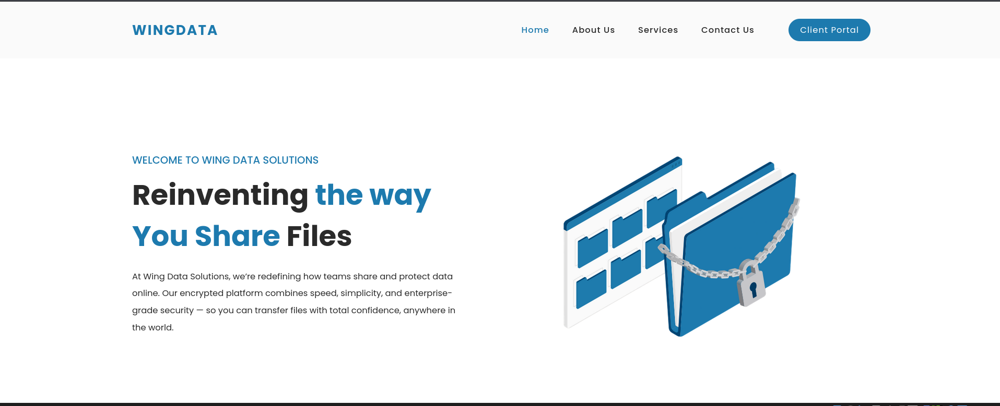 WINGDATA
Home
About Us
Services
Contact Us
Client Portal
WELCOME TO WING DATA SOLUTIONS
Reinventing the way
You Share Files
At Wing Data Solutions, we’re redefining how teams share and protect data
online. Our encrypted platform combines speed, simplicity, and enterprise-
grade security — so you can transfer files with total confidence, anywhere in
the world.